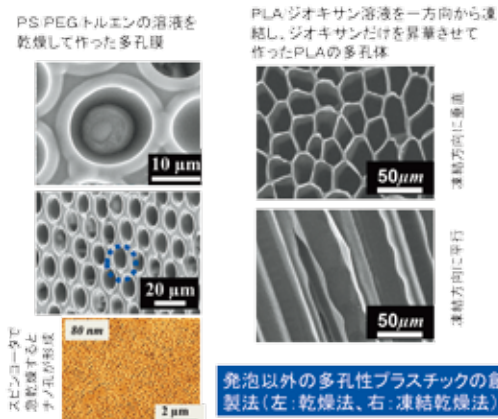 PS/PEGトルエンの溶液を
乾燥して作った多孔膜
10 μm
20 μm
スピンコータで
急乾燥すると
ナノ孔が形成
80 nm
2 μm
PLA/ジオキサン溶液を一方向から凍
結し、ジオキサンだけを昇華させて
作ったPLAの多孔体
50μm
凍結方向に垂直
50μm
凍結方向に平行
発泡以外の多孔性プラスチックの創
製法(左:乾燥法、右:凍結乾燥法)